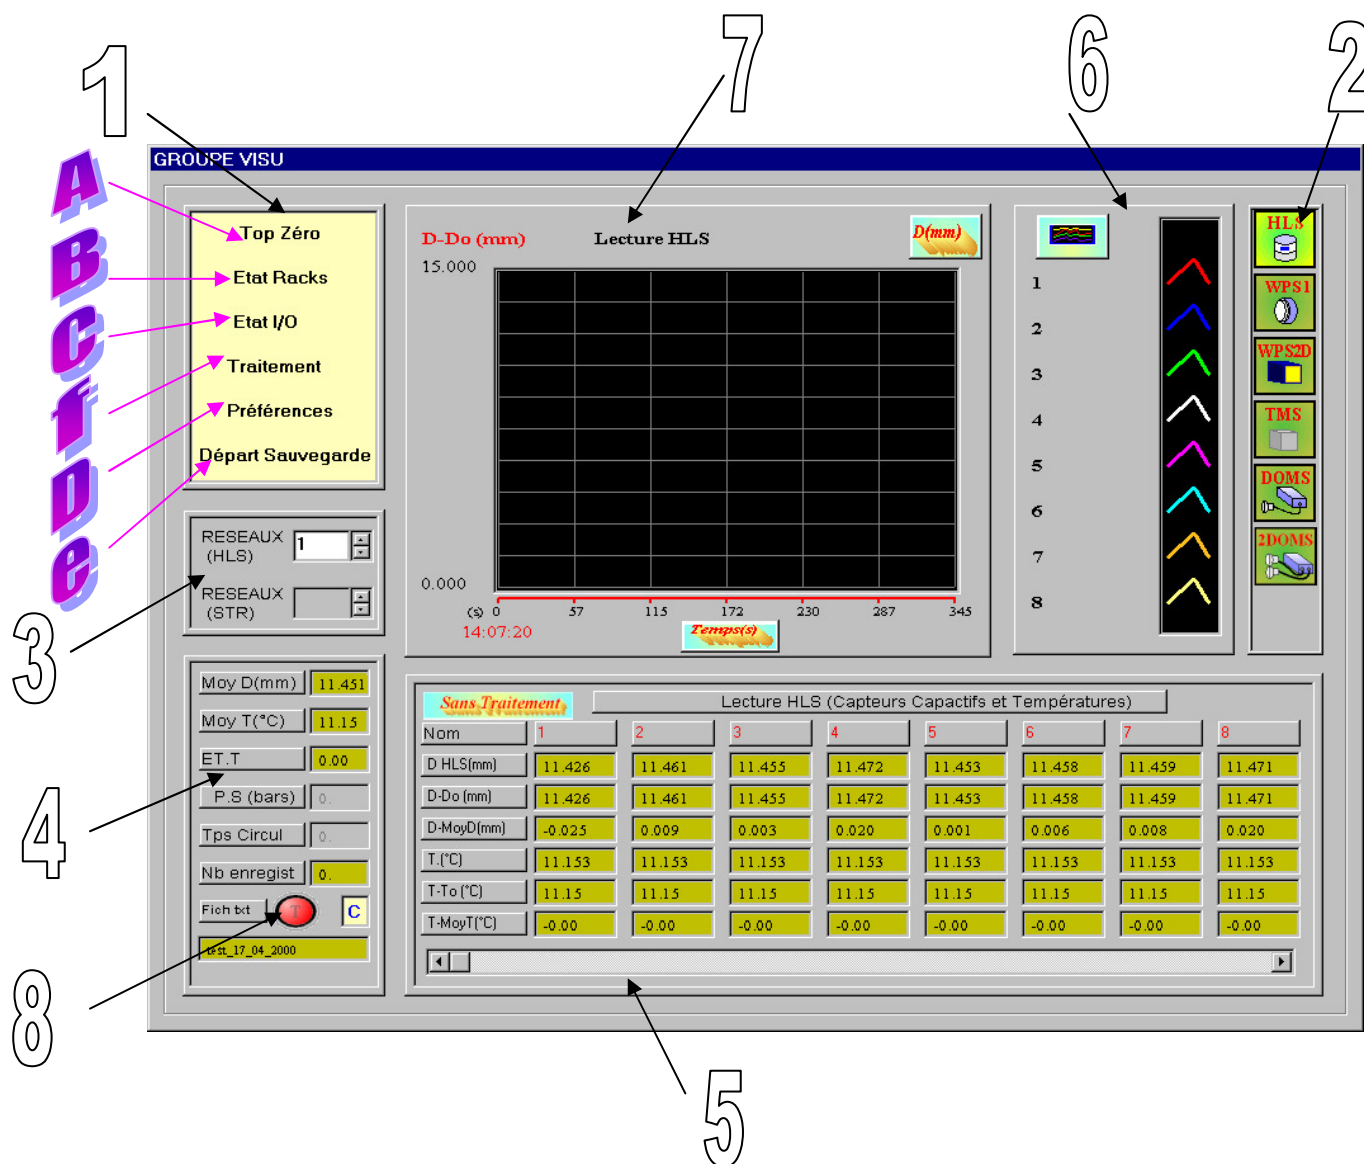 7
6
2
1
GROUPE VISU
A
B
C
f
D
e
Top Zéro
Etat Racks
Etat I/O
Traitement
Préférences
Départ Sauvegarde
D-Do (mm)
Lecture HLS
D(mm)
15.000
0.000
(s) 0 57 115 172 230 287 345
14:07:20
Temps(s)
1
2
3
4
5
6
7
8
HLS
WPS1
WPS2D
TMS
DOMS
2DOMS
RESEAUX
(HLS)
1
RESEAUX
(STR)
3
Moy D(mm) 11.451
Moy T(°C) 11.15
ET.T 0.00
P.S (bars) 0.
Tps Circul 0.
Nb enregist 0.
Fich txt T C
test_17_04_2000
4
8
Sans Traitement
Lecture HLS (Capteurs Capactifs et Températures)
Nom 1 2 3 4 5 6 7 8
D HLS(mm) 11.426 11.461 11.455 11.472 11.453 11.458 11.459 11.471
D-Do (mm) 11.426 11.461 11.455 11.472 11.453 11.458 11.459 11.471
D-MoyD(mm) -0.025 0.009 0.003 0.020 0.001 0.006 0.008 0.020
T.(°C) 11.153 11.153 11.153 11.153 11.153 11.153 11.153 11.153
T-To (°C) 11.15 11.15 11.15 11.15 11.15 11.15 11.15 11.15
T-MoyT(°C) -0.00 -0.00 -0.00 -0.00 -0.00 -0.00 -0.00 -0.00
5